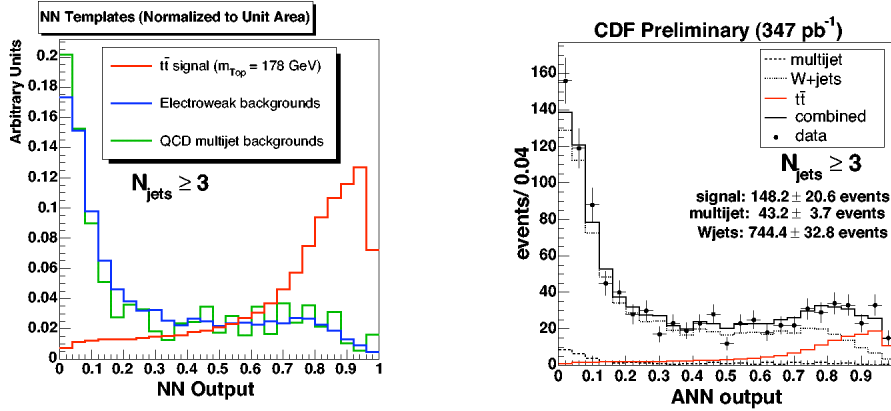 NN Templates (Normalized to Unit Area)
Arbitrary Units
0.2
0.18
0.16
0.14
0.12
0.1
0.08
0.06
0.04
0.02
0
tt̄ signal (mTop = 178 GeV)
Electroweak backgrounds
QCD multijet backgrounds
Njets ≥ 3
0 0.1 0.2 0.3 0.4 0.5 0.6 0.7 0.8 0.9 1
NN Output
CDF Preliminary (347 pb-1)
events/ 0.04
160
140
120
100
80
60
40
20
0
multijet
W+jets
tt̄
combined
data
Njets ≥ 3
signal: 148.2 ± 20.6 events
multijet: 43.2 ± 3.7 events
Wjets: 744.4 ± 32.8 events
0 0.1 0.2 0.3 0.4 0.5 0.6 0.7 0.8 0.9
ANN output